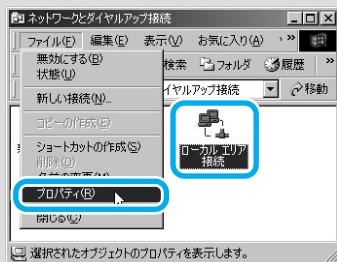 ネットワークとダイヤルアップ接続
ファイル(F) 編集(E) 表示(V) お気に入り(A) »
無効にする(B)
状態(U)
検索 フォルダ 履歴 »
新しい接続(N)...
イヤルアップ接続 移動
コピーの作成(C)
ショートカットの作成(S)
削除(D)
名前の変更(M)
プロパティ(R)
閉じる(C)
ローカル エリア
接続
選択されたオブジェクトのプロパティを表示します。